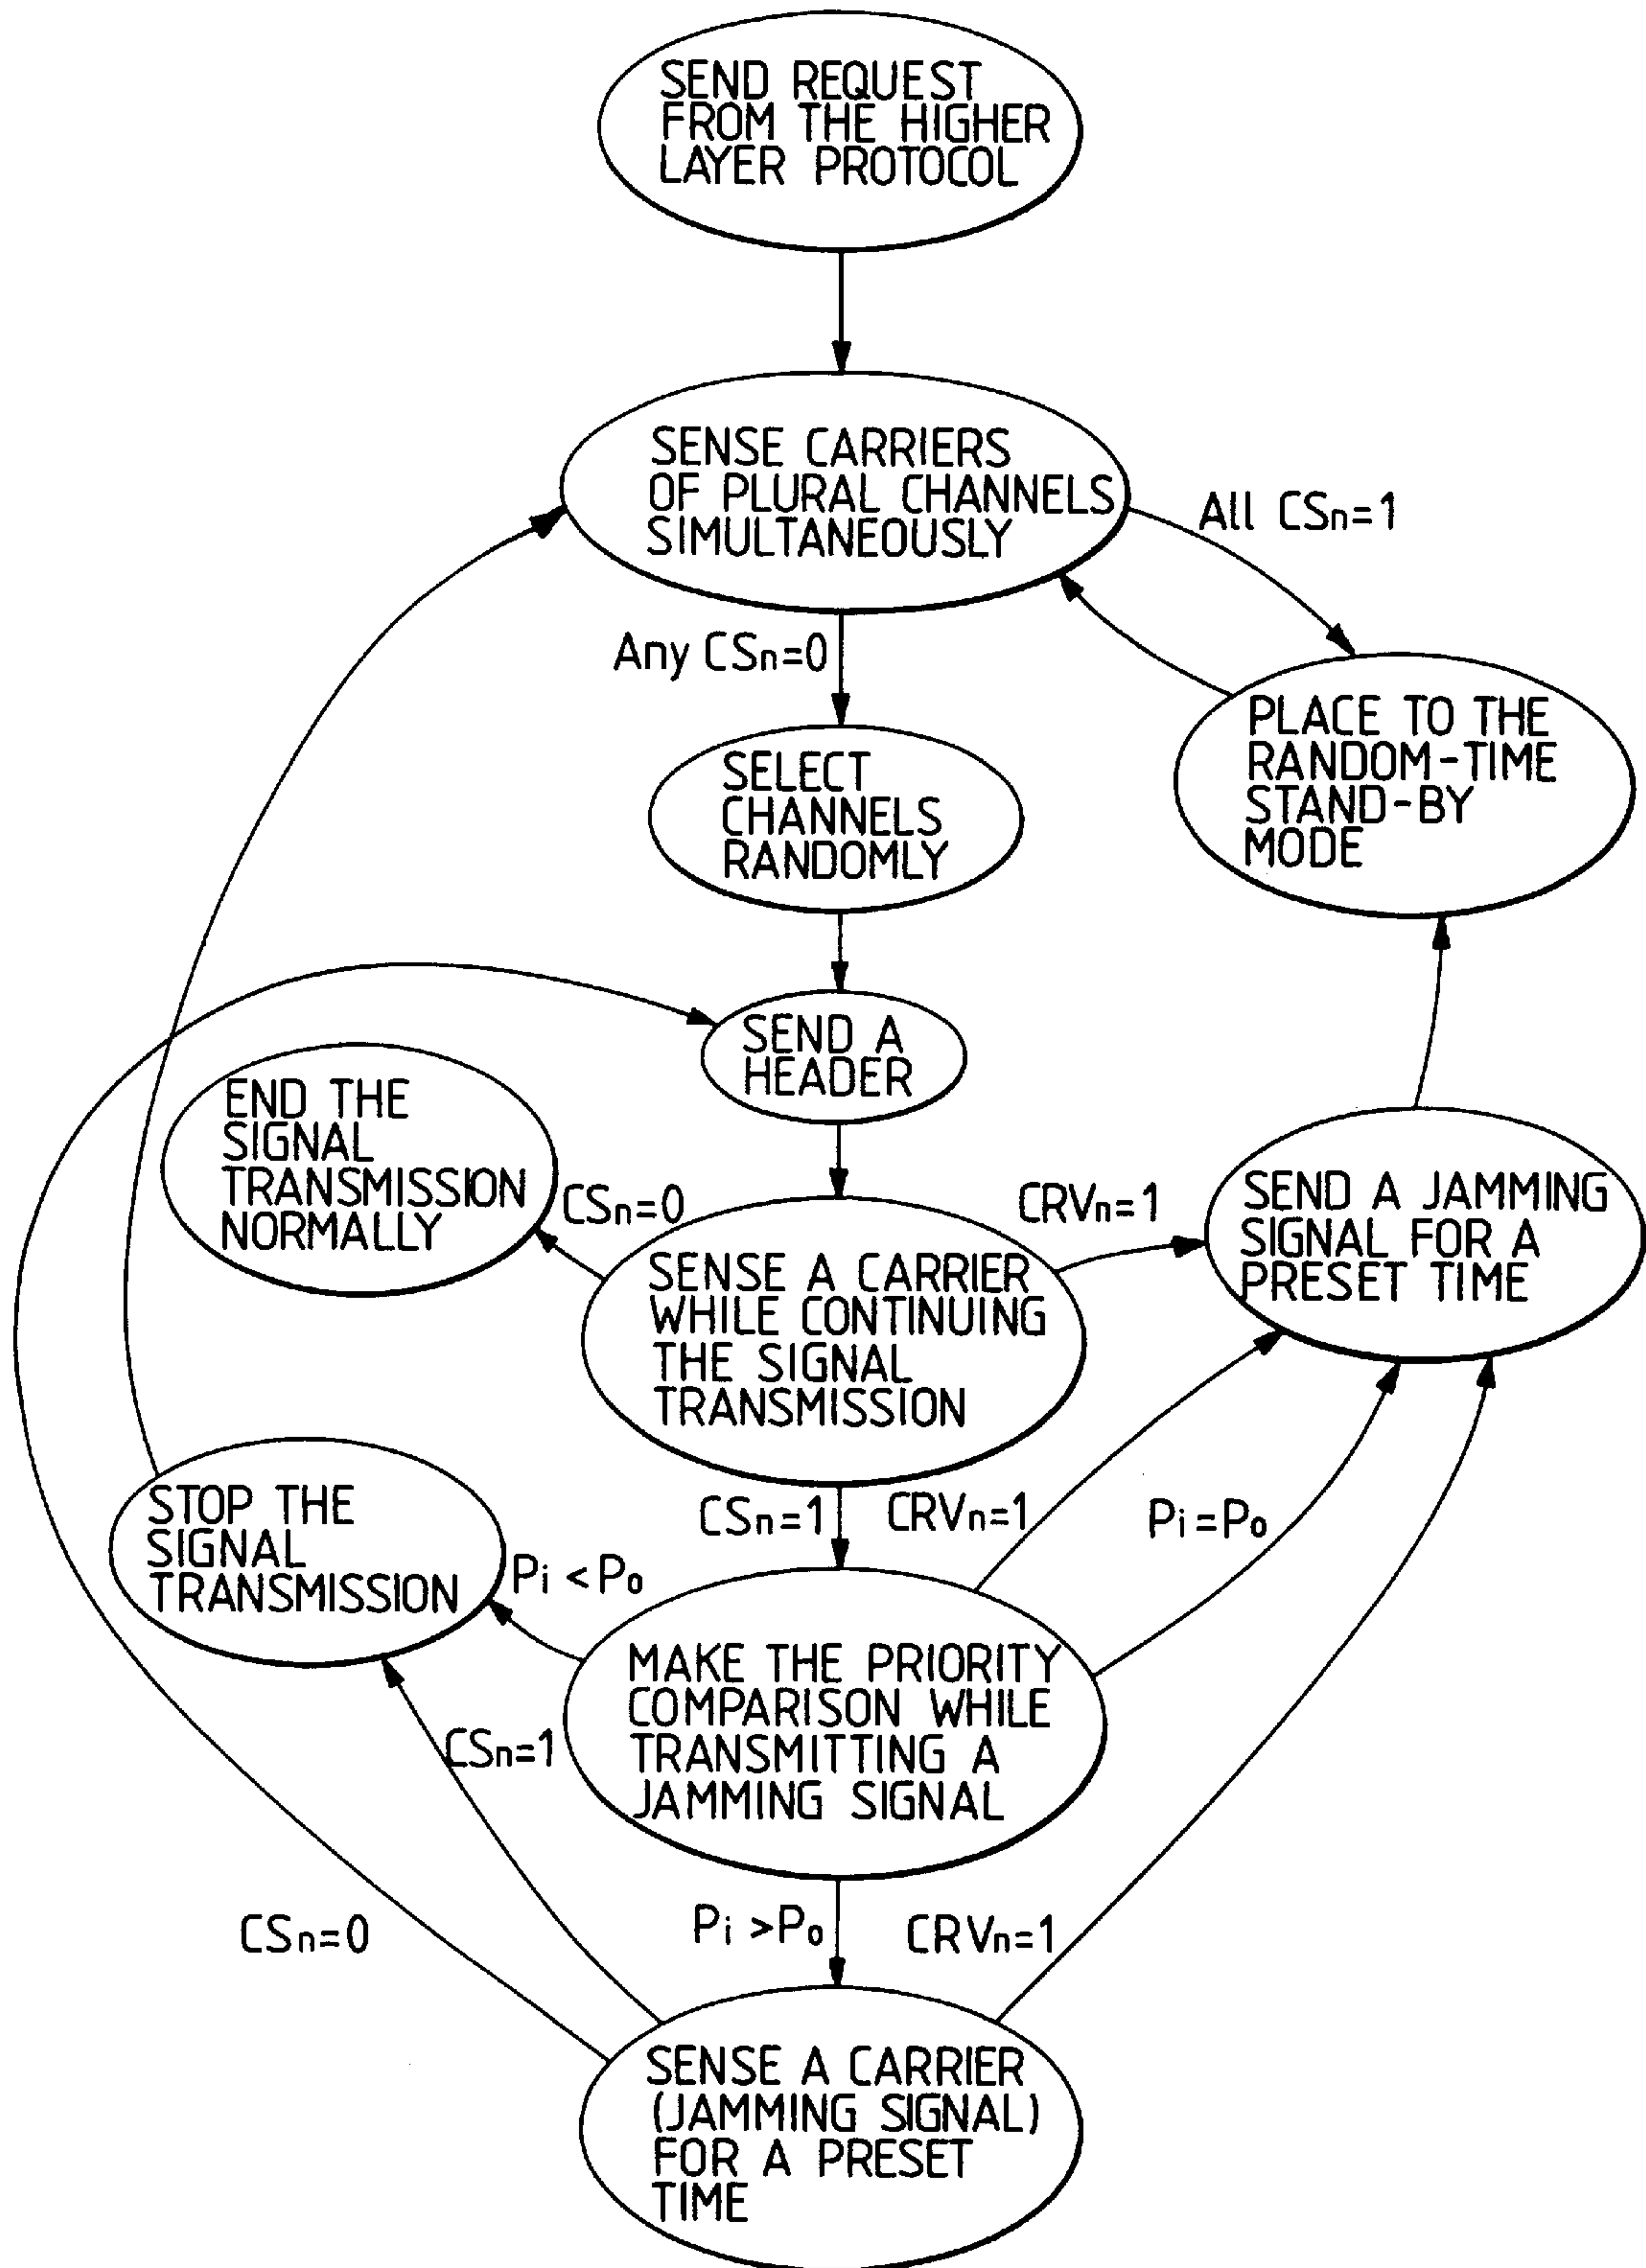 SEND REQUEST
FROM THE HIGHER
LAYER PROTOCOL
SENSE CARRIERS
OF PLURAL CHANNELS
SIMULTANEOUSLY
All CSn=1
Any CSn=0
PLACE TO THE
RANDOM-TIME
STAND-BY
MODE
SELECT
CHANNELS
RANDOMLY
SEND A
HEADER
END THE
SIGNAL
TRANSMISSION
NORMALLY
CSn=0
CRVn=1
SEND A JAMMING
SIGNAL FOR A
PRESET TIME
SENSE A CARRIER
WHILE CONTINUING
THE SIGNAL
TRANSMISSION
STOP THE
SIGNAL
TRANSMISSION
CSn=1
CRVn=1
Pi=Po
Pi<Po
MAKE THE PRIORITY
COMPARISON WHILE
TRANSMITTING A
JAMMING SIGNAL
CSn=1
CSn=0
Pi>Po
CRVn=1
SENSE A CARRIER
(JAMMING SIGNAL)
FOR A PRESET
TIME